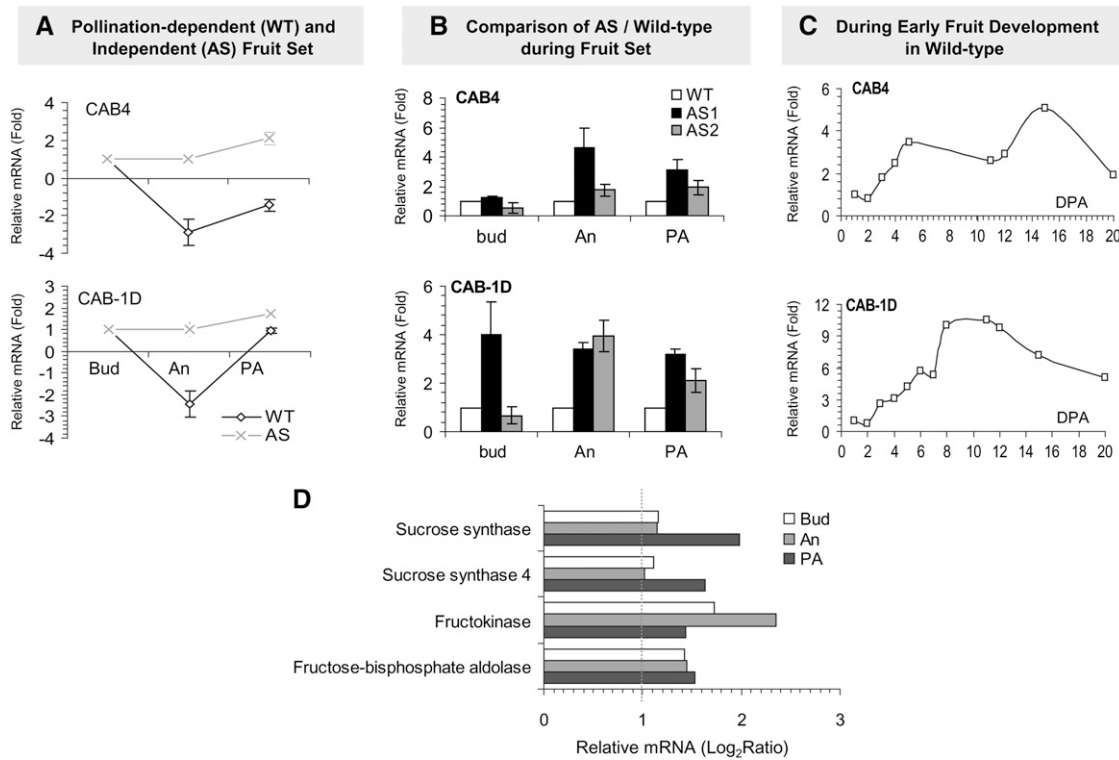 A Pollination-dependent (WT) and
Independent (AS) Fruit Set
Relative mRNA (Fold)
CAB4
4
2
0
-2
-4
Relative mRNA (Fold)
CAB-1D
3
2
1
0
-1
-2
-3
-4
Bud An PA
WT
AS
B Comparison of AS / Wild-type
during Fruit Set
Relative mRNA (Fold)
CAB4
8
6
4
2
0
WT
AS1
AS2
bud An PA
Relative mRNA (Fold)
CAB-1D
6
4
2
0
bud An PA
C During Early Fruit Development
in Wild-type
Relative mRNA (Fold)
CAB4
8
6
4
2
0
DPA
0 2 4 6 8 10 12 14 16 18 20
Relative mRNA (Fold)
CAB-1D
12
9
6
3
0
DPA
0 2 4 6 8 10 12 14 16 18 20
D
Sucrose synthase
Sucrose synthase 4
Fructokinase
Fructose-bisphosphate aldolase
Bud
An
PA
0 1 2 3
Relative mRNA (Log₂Ratio)